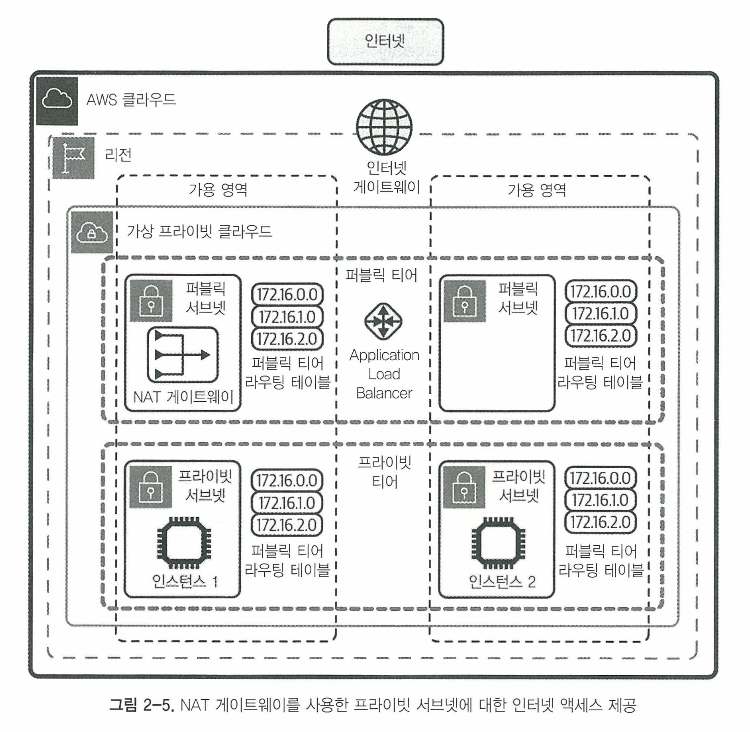 인터넷
AWS 클라우드
리전
인터넷
게이트웨이
가용 영역
가용 영역
가상 프라이빗 클라우드
퍼블릭 티어
퍼블릭
서브넷
172.16.0.0
172.16.1.0
172.16.2.0
퍼블릭 티어
라우팅 테이블
NAT 게이트웨이
Application
Load
Balancer
퍼블릭
서브넷
172.16.0.0
172.16.1.0
172.16.2.0
퍼블릭 티어
라우팅 테이블
프라이빗
티어
프라이빗
서브넷
172.16.0.0
172.16.1.0
172.16.2.0
퍼블릭 티어
라우팅 테이블
인스턴스 1
프라이빗
서브넷
172.16.0.0
172.16.1.0
172.16.2.0
퍼블릭 티어
라우팅 테이블
인스턴스 2
그림 2-5. NAT 게이트웨이를 사용한 프라이빗 서브넷에 대한 인터넷 액세스 제공